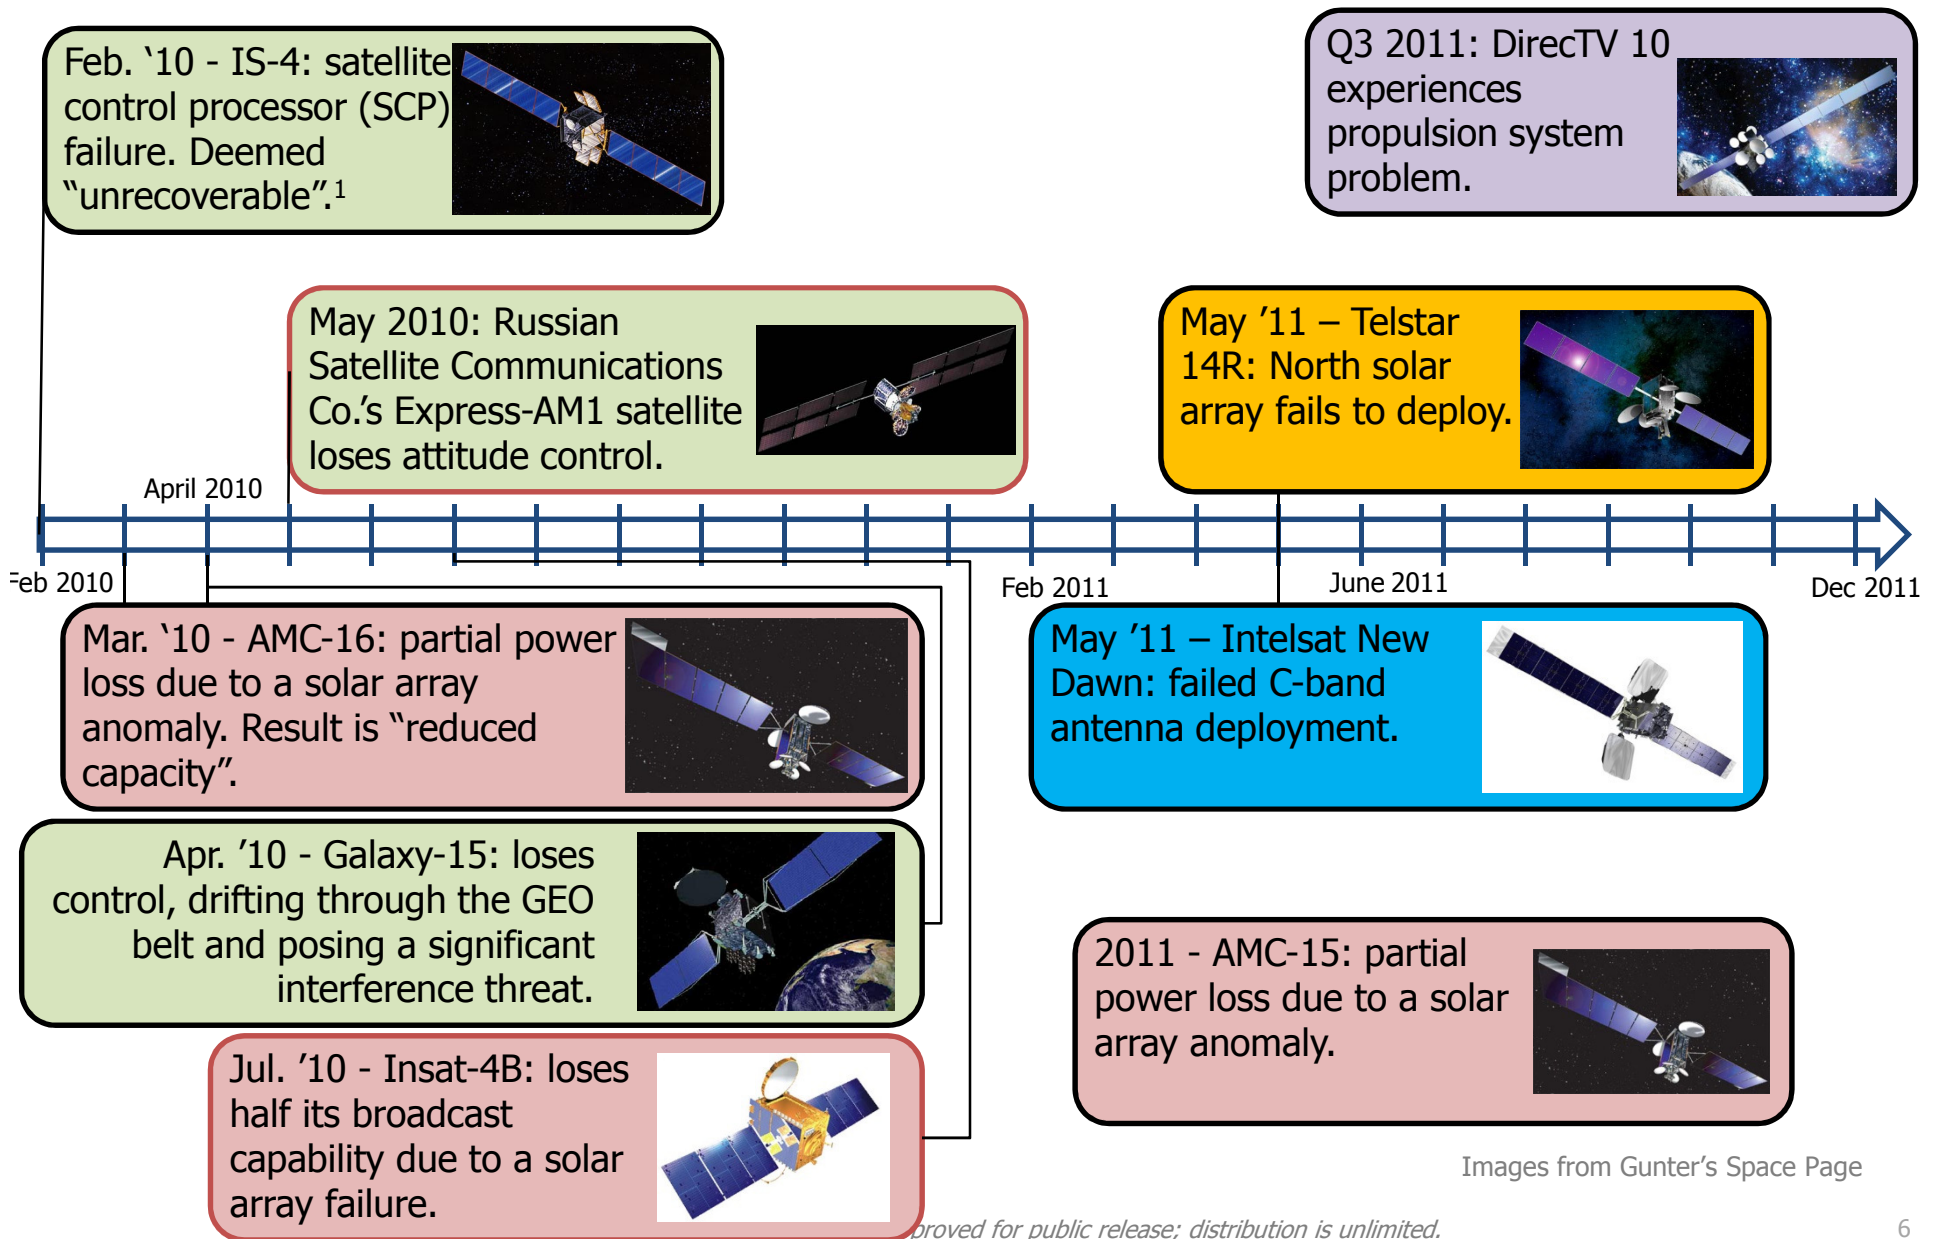 Feb. ‘10 - IS-4: satellite
control processor (SCP)
failure. Deemed
“unrecoverable”.1
Q3 2011: DirecTV 10
experiences
propulsion system
problem.
May 2010: Russian
Satellite Communications
Co.’s Express-AM1 satellite
loses attitude control.
May ’11 – Telstar
14R: North solar
array fails to deploy.
April 2010
Feb 2010
Feb 2011
June 2011
Dec 2011
Mar. ‘10 - AMC-16: partial power
loss due to a solar array
anomaly. Result is “reduced
capacity”.
May ’11 – Intelsat New
Dawn: failed C-band
antenna deployment.
Apr. ’10 - Galaxy-15: loses
control, drifting through the GEO
belt and posing a significant
interference threat.
2011 - AMC-15: partial
power loss due to a solar
array anomaly.
Jul. ’10 - Insat-4B: loses
half its broadcast
capability due to a solar
array failure.
Images from Gunter’s Space Page
proved for public release; distribution is unlimited.
6